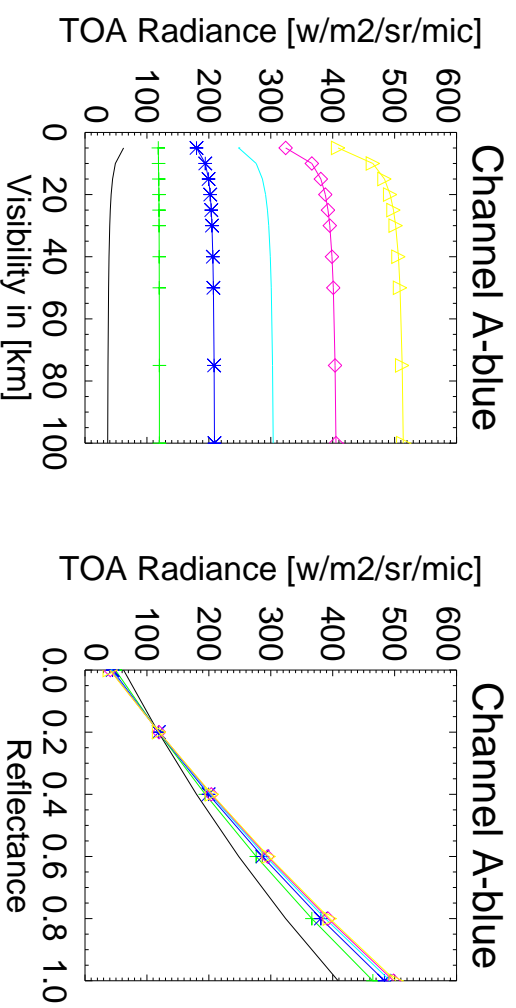 Channel A-blue
TOA Radiance [w/m2/sr/mic]
600
500
400
300
200
100
0
0 20 40 60 80 100
Visibility in [km]
Channel A-blue
TOA Radiance [w/m2/sr/mic]
600
500
400
300
200
100
0
0.0 0.2 0.4 0.6 0.8 1.0
Reflectance